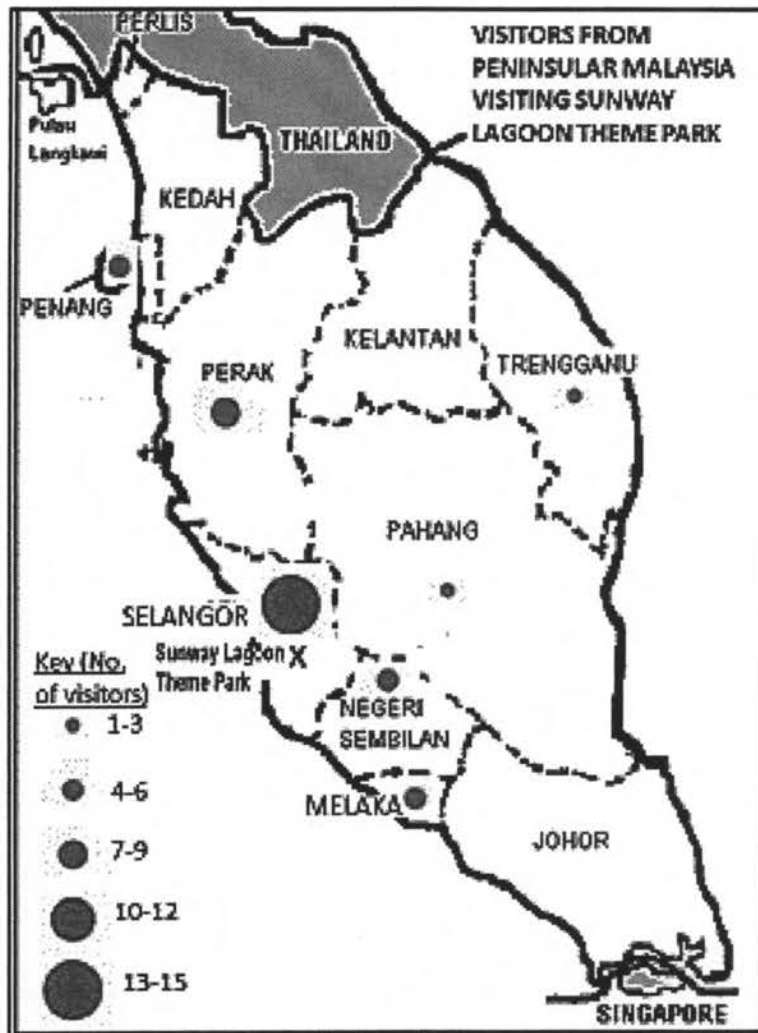 PERLIS
VISITORS FROM
PENINSULAR MALAYSIA
VISITING SUNWAY
LAGOON THEME PARK
Pulau
Langkawi
THAILAND
KEDAH
PENANG
KELANTAN
PERAK
TRENGGANU
PAHANG
SELANGOR
Sunway Lagoon X
Theme Park
Key (No.
of visitors)
1-3
4-6
7-9
10-12
13-15
NEGERI
SEMBILAN
MELAKA
JOHOR
SINGAPORE